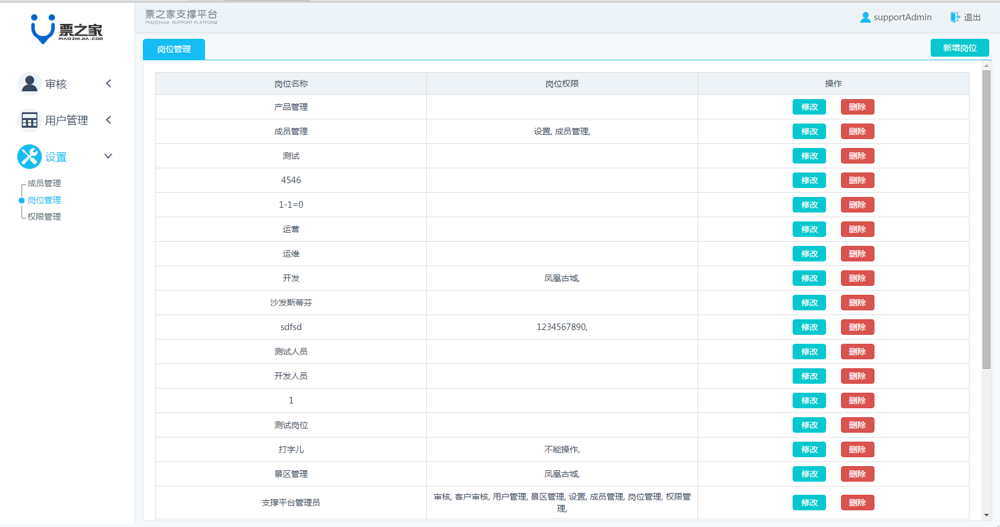 票之家
PIAOZHIJIA.COM
票之家支撑平台
PIAOZHIJIA SUPPORT PLATFORM
supportAdmin
退出
审核
用户管理
设置
成员管理
岗位管理
权限管理
岗位管理
新增岗位
岗位名称 岗位权限 操作
产品管理 修改 删除
成员管理 设置, 成员管理, 修改 删除
测试 修改 删除
4546 修改 删除
1-1=0 修改 删除
运营 修改 删除
运维 修改 删除
开发 凤凰古城, 修改 删除
沙发斯蒂芬 修改 删除
sdfsd 1234567890, 修改 删除
测试人员 修改 删除
开发人员 修改 删除
1 修改 删除
测试岗位 修改 删除
打字儿 不能操作, 修改 删除
景区管理 凤凰古城, 修改 删除
支撑平台管理员 审核, 客户审核, 用户管理, 景区管理, 设置, 成员管理, 岗位管理, 权限管
理, 修改 删除